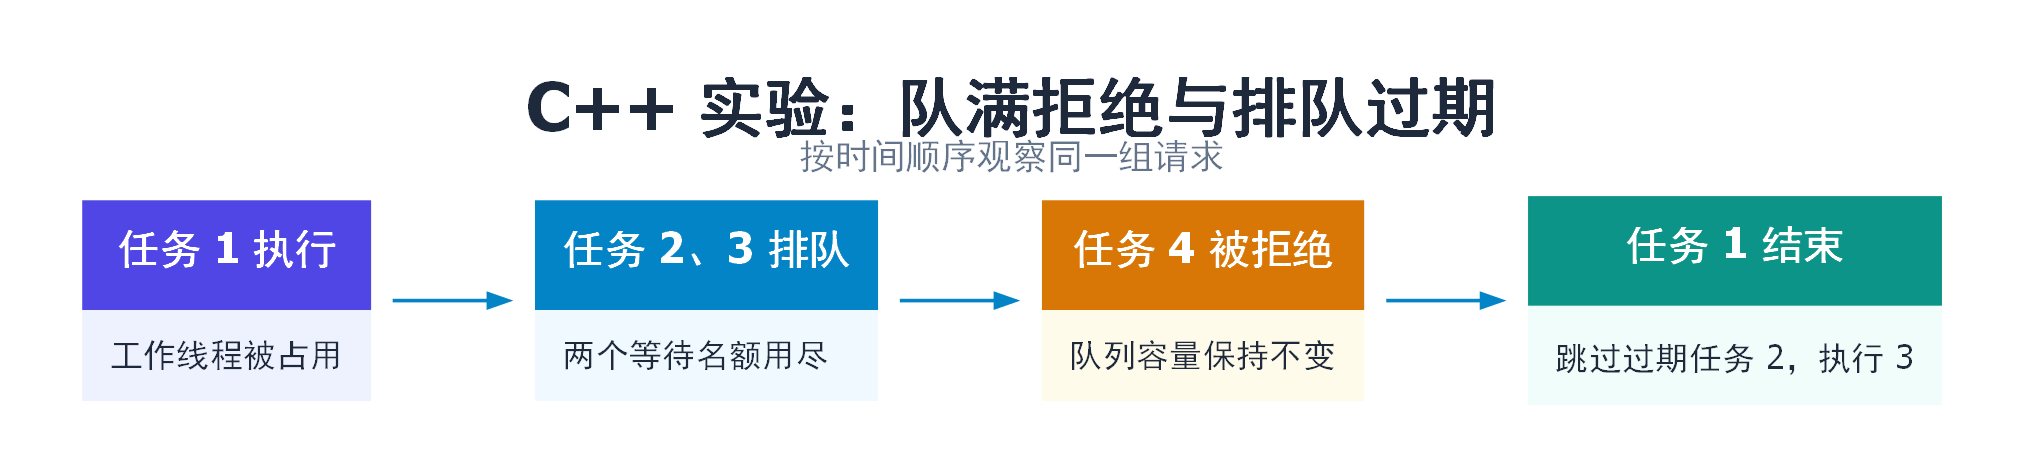 C++ 实验：队满拒绝与排队过期
按时间顺序观察同一组请求
任务 1 执行
工作线程被占用
任务 2、3 排队
两个等待名额用尽
任务 4 被拒绝
队列容量保持不变
任务 1 结束
跳过过期任务 2，执行 3